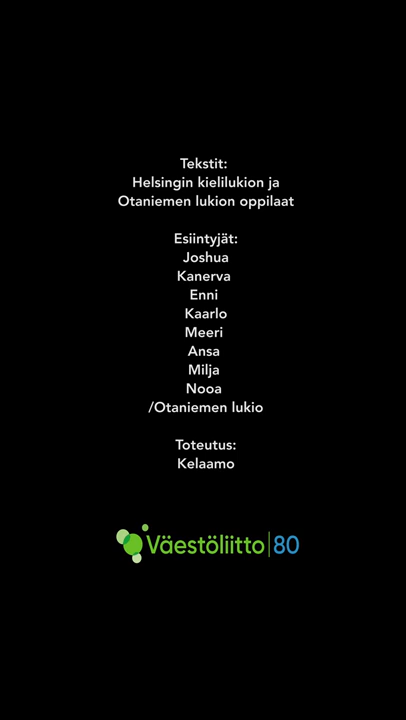 Tekstit:
Helsingin kielilukion ja
Otaniemen lukion oppilaat
Esiintyjät:
Joshua
Kanerva
Enni
Kaarlo
Meeri
Ansa
Milja
Nooa
/Otaniemen lukio
Toteutus:
Kelaamo
Väestöliitto|80